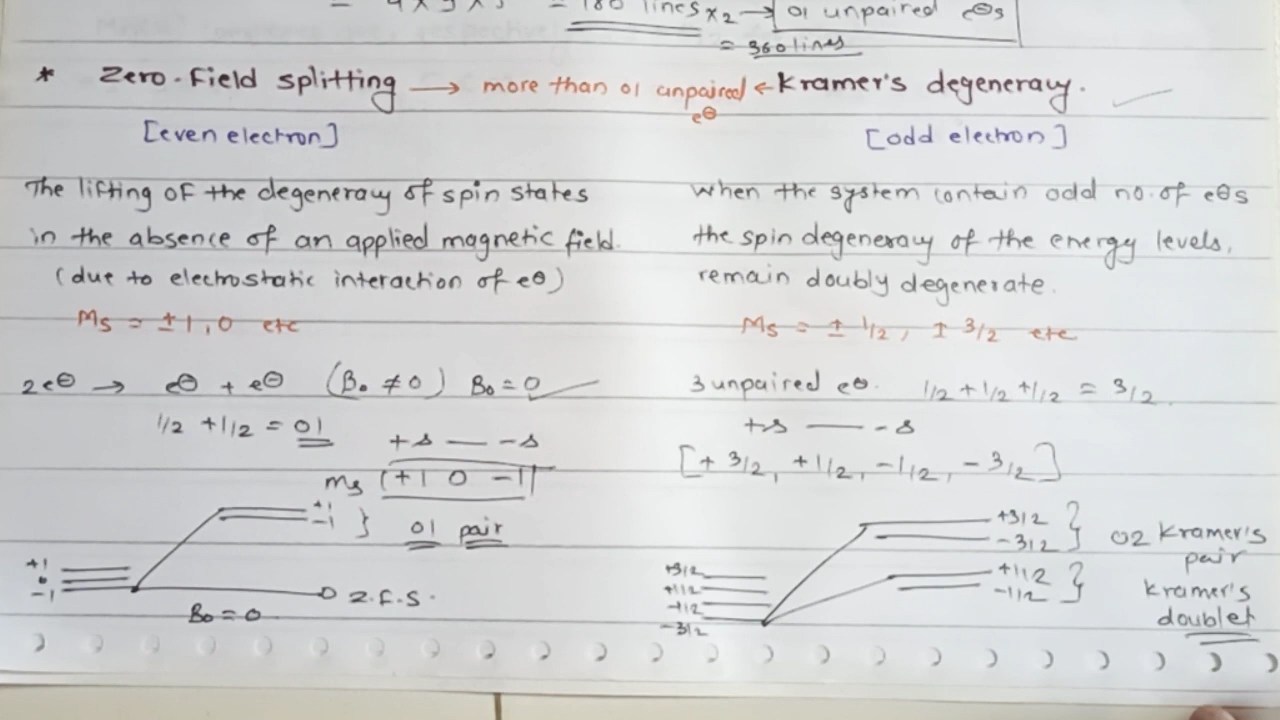 = 180 lines x2 → 01 unpaired e⊖s
= 360 lines
* Zero-Field splitting → more than 01 unpaired e⊖ ← Kramer's degeneracy.
[even electron]
[odd electron]
The lifting of the degeneracy of spin states
in the absence of an applied magnetic field.
(due to electrostatic interaction of e⊖)
Ms = ±1, 0 etc
when the system contain odd no. of e⊖s
the spin degeneracy of the energy levels,
remain doubly degenerate.
Ms = ± 1/2, ± 3/2 etc
2e⊖ → e⊖ + e⊖ (B₀ ≠ 0) B₀ = 0
1/2 + 1/2 = 01
+s — -s
ms [+1 0 -1]
+1
-1 } 01 pair
+1
0
-1
→ Z.F.S.
B₀ = 0
3 unpaired e⊖. 1/2 + 1/2 + 1/2 = 3/2.
+s — -s
[+ 3/2, +1/2, -1/2, - 3/2]
+3/2
-3/2 } 02 Kramer's
pair
+1/2
-1/2 } Kramer's
doublet
+3/2
+1/2
-1/2
-3/2